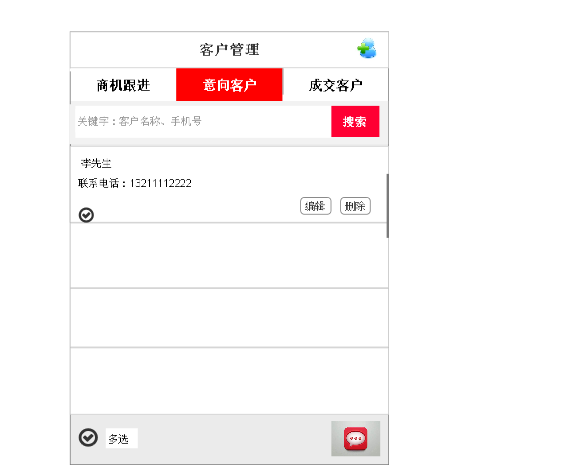 客户管理
商机跟进 意向客户 成交客户
关键字：客户名称、手机号 搜索
李先生
联系电话：13211112222
编辑 删除
多选